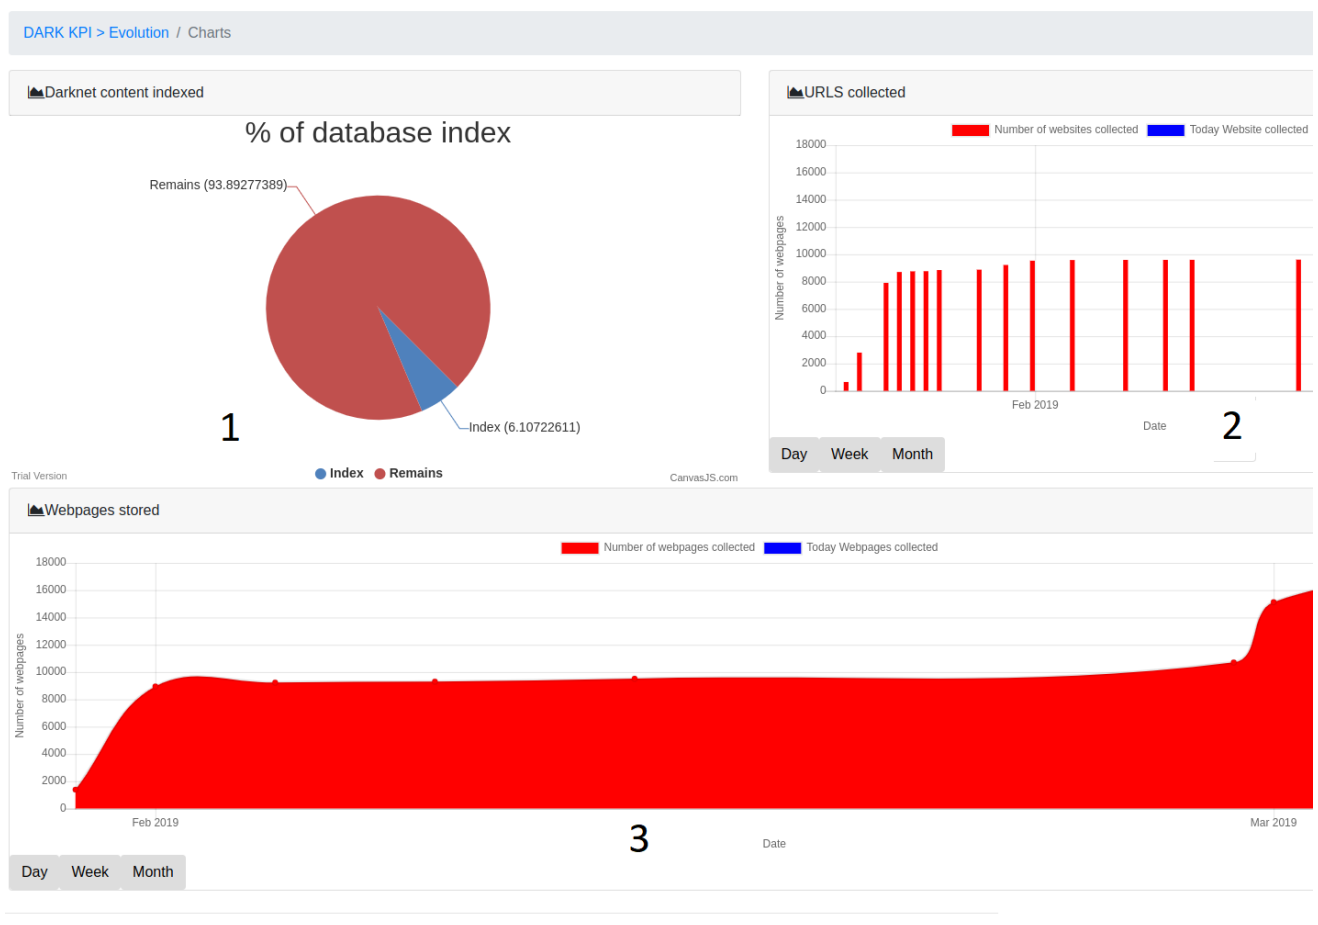 DARK KPI > Evolution / Charts
Darknet content indexed
% of database index
Remains (93.89277389)
Index (6.10722611)
1
Trial Version
Index Remains
CanvasJS.com
URLS collected
Number of websites collected Today Website collected
18000
16000
14000
12000
10000
8000
6000
4000
2000
0
Number of webpages
Feb 2019
Date
2
Day Week Month
Webpages stored
Number of webpages collected Today Webpages collected
18000
16000
14000
12000
10000
8000
6000
4000
2000
0
Number of webpages
Feb 2019 Mar 2019
3
Date
Day Week Month